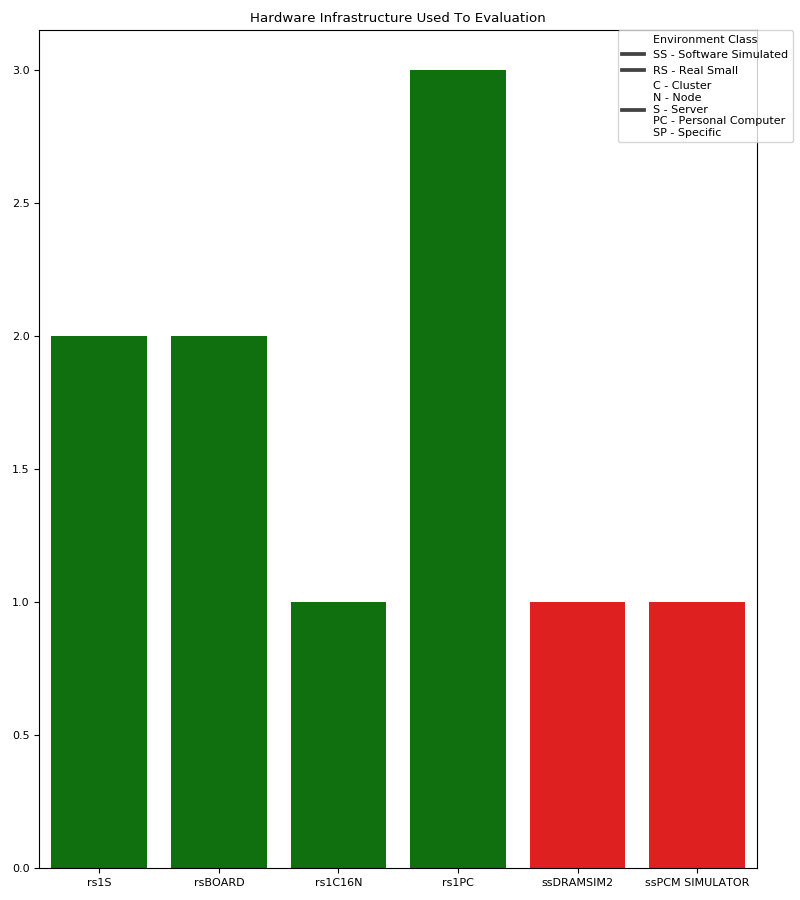 Hardware Infrastructure Used To Evaluation
Environment Class
SS - Software Simulated
RS - Real Small
C - Cluster
N - Node
S - Server
PC - Personal Computer
SP - Specific
3.0
2.5
2.0
1.5
1.0
0.5
0.0
rs1S rsBOARD rs1C16N rs1PC ssDRAMSIM2 ssPCM SIMULATOR